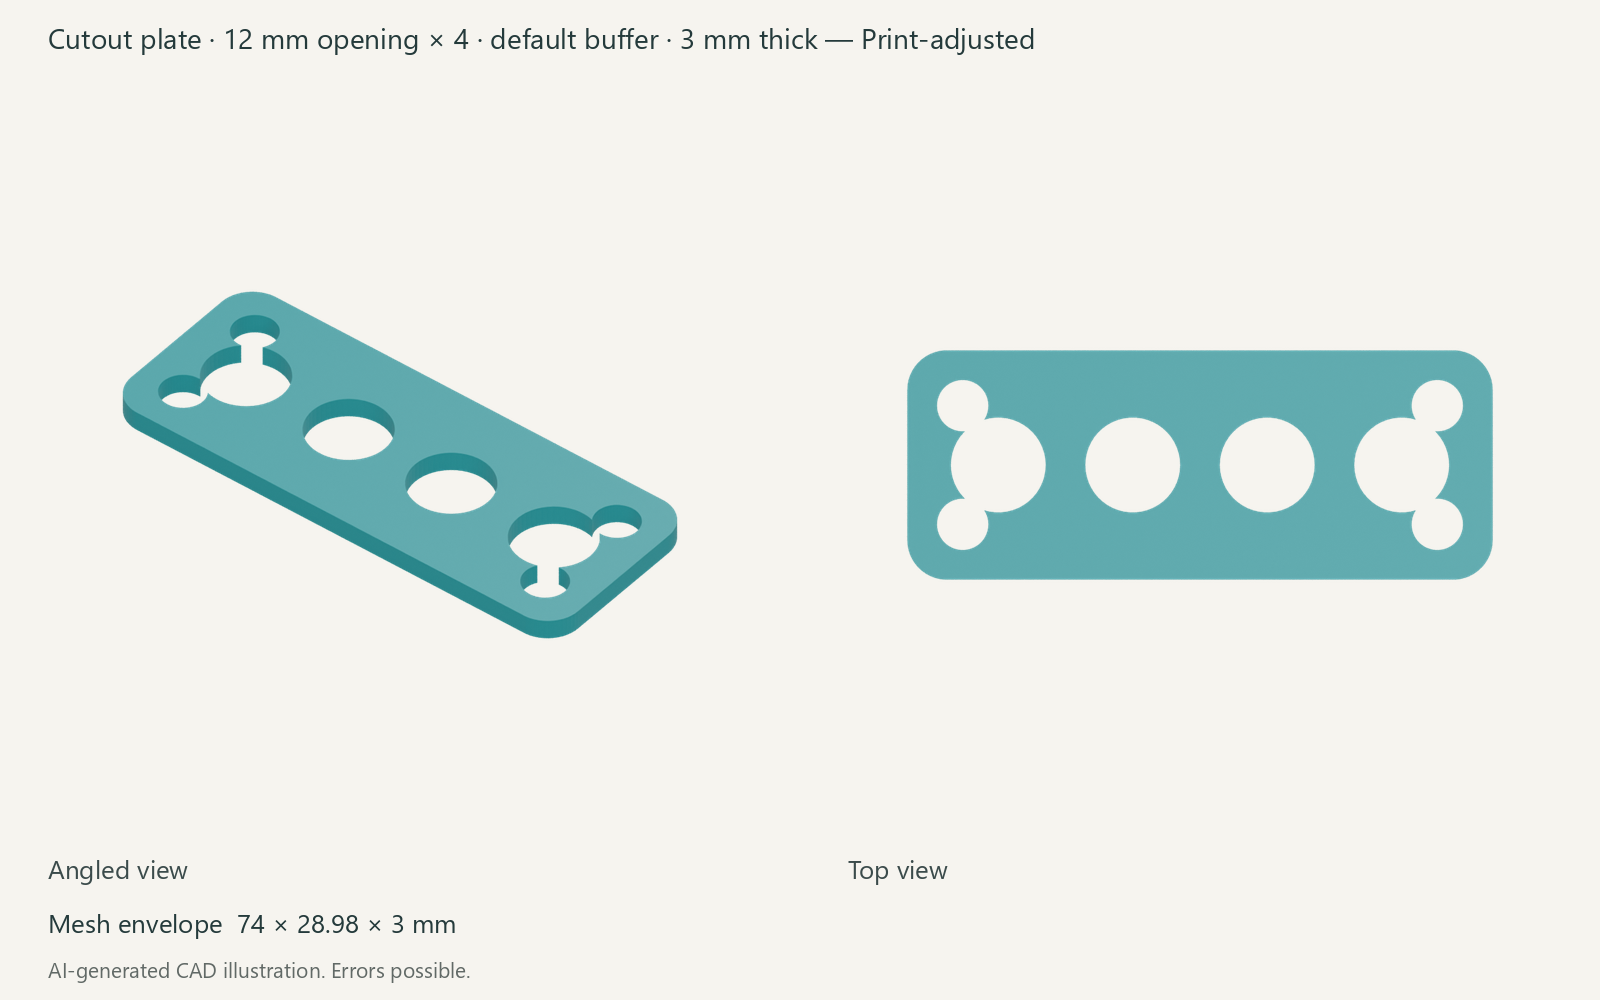 Cutout plate · 12 mm opening × 4 · default buffer · 3 mm thick — Print-adjusted
Angled view
Top view
Mesh envelope 74 × 28.98 × 3 mm
AI-generated CAD illustration. Errors possible.